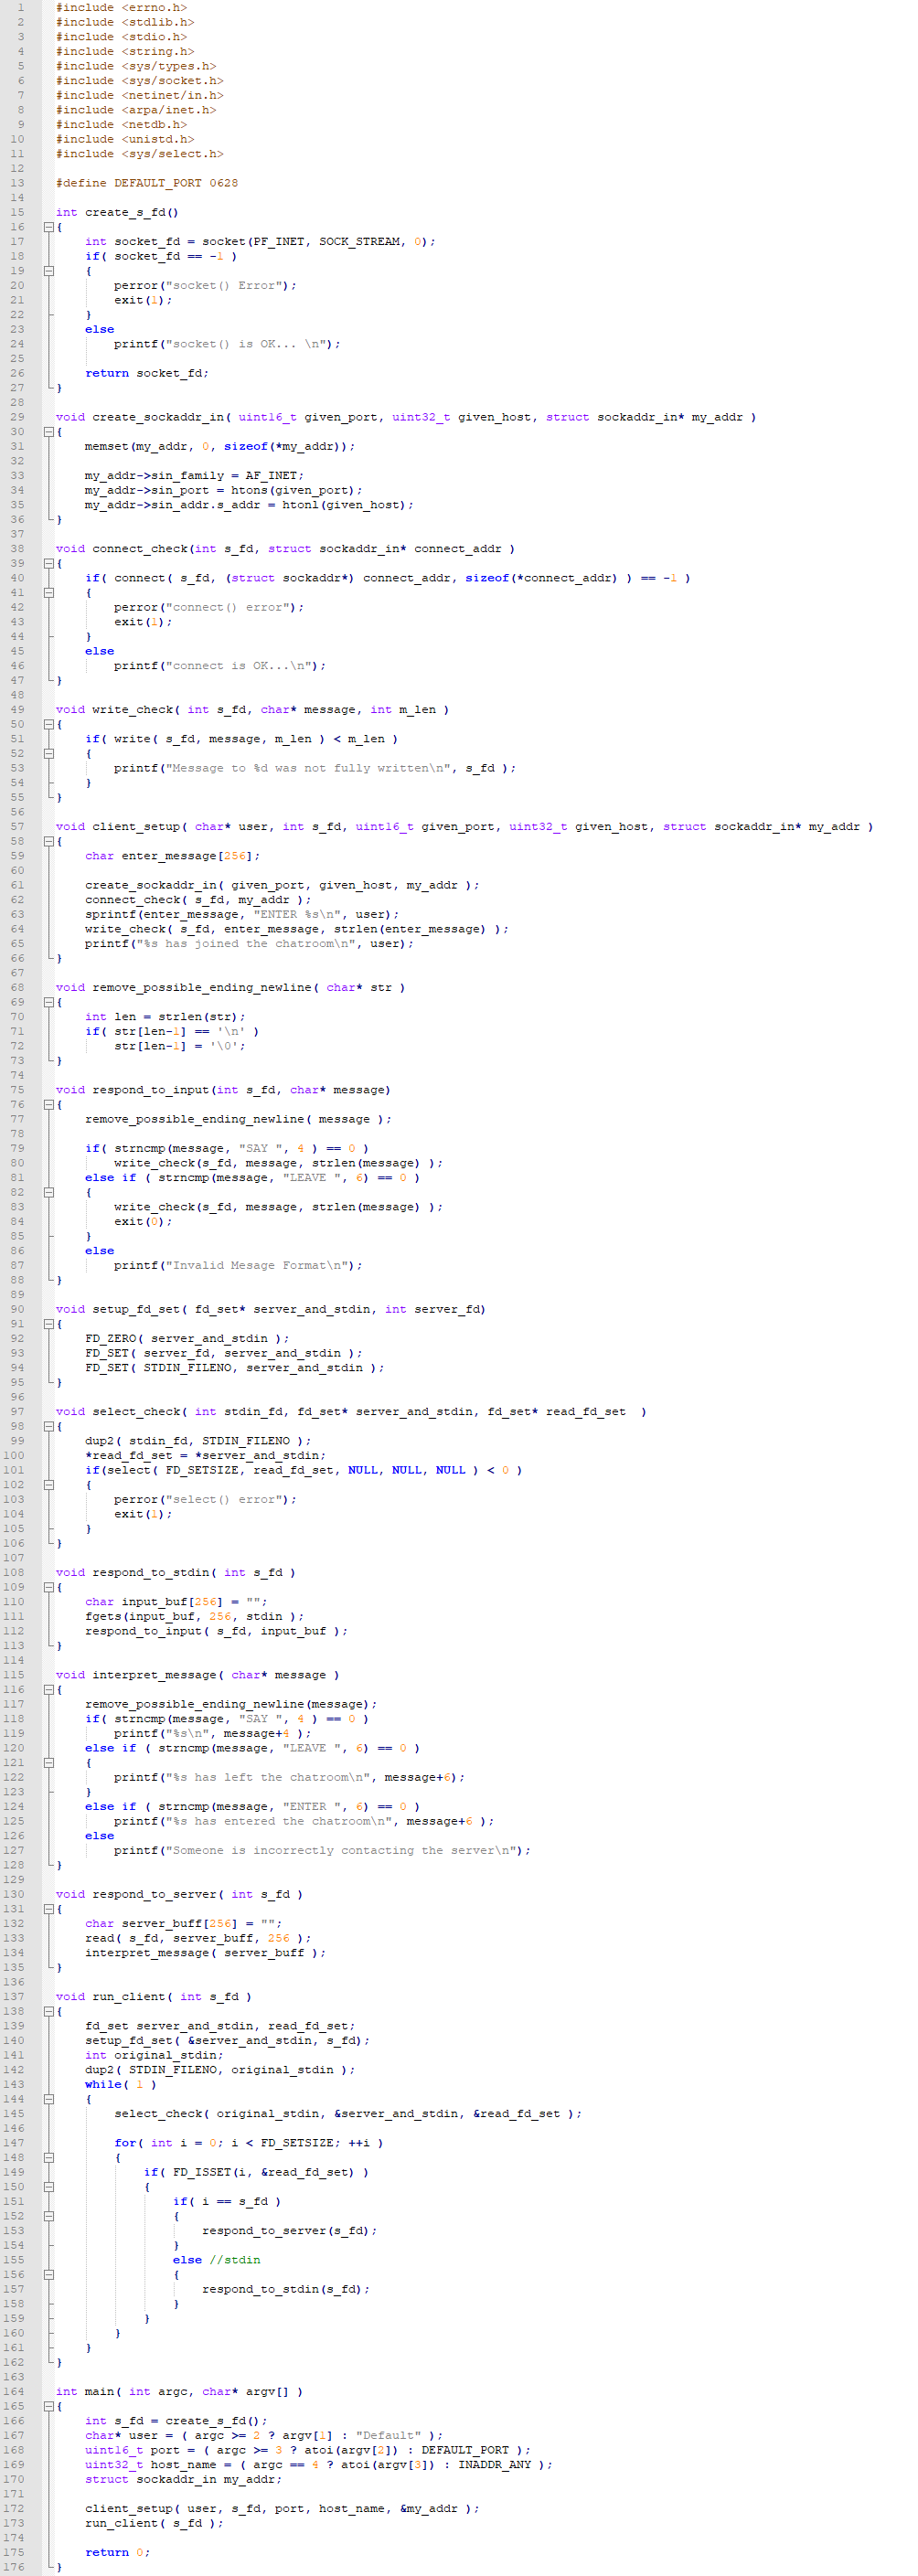 1 #include <errno.h>
2 #include <stdlib.h>
3 #include <stdio.h>
4 #include <string.h>
5 #include <sys/types.h>
6 #include <sys/socket.h>
7 #include <netinet/in.h>
8 #include <arpa/inet.h>
9 #include <netdb.h>
10 #include <unistd.h>
11 #include <sys/select.h>
12
13 #define DEFAULT_PORT 0628
14
15 int create_s_fd()
16 {
17     int socket_fd = socket(PF_INET, SOCK_STREAM, 0);
18     if( socket_fd == -1 )
19     {
20         perror("socket() Error");
21         exit(1);
22     }
23     else
24         printf("socket() is OK... \n");
25
26     return socket_fd;
27 }
28
29 void create_sockaddr_in( uint16_t given_port, uint32_t given_host, struct sockaddr_in* my_addr )
30 {
31     memset(my_addr, 0, sizeof(*my_addr));
32
33     my_addr->sin_family = AF_INET;
34     my_addr->sin_port = htons(given_port);
35     my_addr->sin_addr.s_addr = htonl(given_host);
36 }
37
38 void connect_check(int s_fd, struct sockaddr_in* connect_addr )
39 {
40     if( connect( s_fd, (struct sockaddr*) connect_addr, sizeof(*connect_addr) ) == -1 )
41     {
42         perror("connect() error");
43         exit(1);
44     }
45     else
46         printf("connect is OK...\n");
47 }
48
49 void write_check( int s_fd, char* message, int m_len )
50 {
51     if( write( s_fd, message, m_len ) < m_len )
52     {
53         printf("Message to %d was not fully written\n", s_fd );
54     }
55 }
56
57 void client_setup( char* user, int s_fd, uint16_t given_port, uint32_t given_host, struct sockaddr_in* my_addr )
58 {
59     char enter_message[256];
60
61     create_sockaddr_in( given_port, given_host, my_addr );
62     connect_check( s_fd, my_addr );
63     sprintf(enter_message, "ENTER %s\n", user);
64     write_check( s_fd, enter_message, strlen(enter_message) );
65     printf("%s has joined the chatroom\n", user);
66 }
67
68 void remove_possible_ending_newline( char* str )
69 {
70     int len = strlen(str);
71     if( str[len-1] == '\n' )
72         str[len-1] = '\0';
73 }
74
75 void respond_to_input(int s_fd, char* message)
76 {
77     remove_possible_ending_newline( message );
78
79     if( strncmp(message, "SAY ", 4 ) == 0 )
80         write_check(s_fd, message, strlen(message) );
81     else if ( strncmp(message, "LEAVE ", 6) == 0 )
82     {
83         write_check(s_fd, message, strlen(message) );
84         exit(0);
85     }
86     else
87         printf("Invalid Mesage Format\n");
88 }
89
90 void setup_fd_set( fd_set* server_and_stdin, int server_fd)
91 {
92     FD_ZERO( server_and_stdin );
93     FD_SET( server_fd, server_and_stdin );
94     FD_SET( STDIN_FILENO, server_and_stdin );
95 }
96
97 void select_check( int stdin_fd, fd_set* server_and_stdin, fd_set* read_fd_set  )
98 {
99     dup2( stdin_fd, STDIN_FILENO );
100     *read_fd_set = *server_and_stdin;
101     if(select( FD_SETSIZE, read_fd_set, NULL, NULL, NULL ) < 0 )
102     {
103         perror("select() error");
104         exit(1);
105     }
106 }
107
108 void respond_to_stdin( int s_fd )
109 {
110     char input_buf[256] = "";
111     fgets(input_buf, 256, stdin );
112     respond_to_input( s_fd, input_buf );
113 }
114
115 void interpret_message( char* message )
116 {
117     remove_possible_ending_newline(message);
118     if( strncmp(message, "SAY ", 4 ) == 0 )
119         printf("%s\n", message+4 );
120     else if ( strncmp(message, "LEAVE ", 6) == 0 )
121     {
122         printf("%s has left the chatroom\n", message+6);
123     }
124     else if ( strncmp(message, "ENTER ", 6) == 0 )
125         printf("%s has entered the chatroom\n", message+6 );
126     else
127         printf("Someone is incorrectly contacting the server\n");
128 }
129
130 void respond_to_server( int s_fd )
131 {
132     char server_buff[256] = "";
133     read( s_fd, server_buff, 256 );
134     interpret_message( server_buff );
135 }
136
137 void run_client( int s_fd )
138 {
139     fd_set server_and_stdin, read_fd_set;
140     setup_fd_set( &server_and_stdin, s_fd);
141     int original_stdin;
142     dup2( STDIN_FILENO, original_stdin );
143     while( 1 )
144     {
145         select_check( original_stdin, &server_and_stdin, &read_fd_set );
146
147         for( int i = 0; i < FD_SETSIZE; ++i )
148         {
149             if( FD_ISSET(i, &read_fd_set) )
150             {
151                 if( i == s_fd )
152                 {
153                     respond_to_server(s_fd);
154                 }
155                 else //stdin
156                 {
157                     respond_to_stdin(s_fd);
158                 }
159             }
160         }
161     }
162 }
163
164 int main( int argc, char* argv[] )
165 {
166     int s_fd = create_s_fd();
167     char* user = ( argc >= 2 ? argv[1] : "Default" );
168     uint16_t port = ( argc >= 3 ? atoi(argv[2]) : DEFAULT_PORT );
169     uint32_t host_name = ( argc == 4 ? atoi(argv[3]) : INADDR_ANY );
170     struct sockaddr_in my_addr;
171
172     client_setup( user, s_fd, port, host_name, &my_addr );
173     run_client( s_fd );
174
175     return 0;
176 }